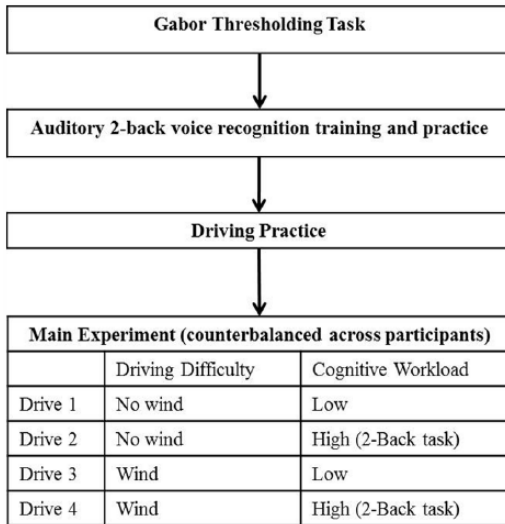 Gabor Thresholding Task
Auditory 2-back voice recognition training and practice
Driving Practice
Main Experiment (counterbalanced across participants)
Driving Difficulty Cognitive Workload
Drive 1 No wind Low
Drive 2 No wind High (2-Back task)
Drive 3 Wind Low
Drive 4 Wind High (2-Back task)